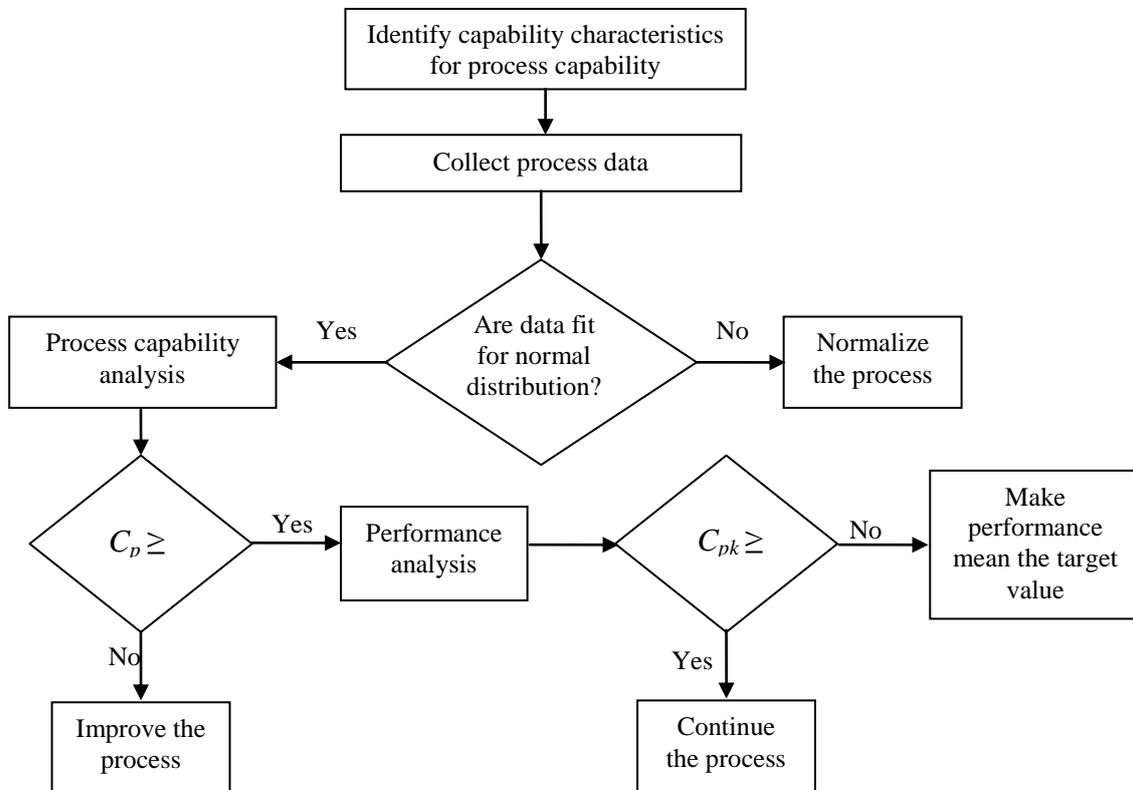 Identify capability characteristics
for process capability
Collect process data
Are data fit
for normal
distribution?
Yes
No
Process capability
analysis
Normalize
the process
Cp ≥
Yes
Performance
analysis
Cpk ≥
No
Make
performance
mean the target
value
No
Yes
Improve the
process
Continue
the process